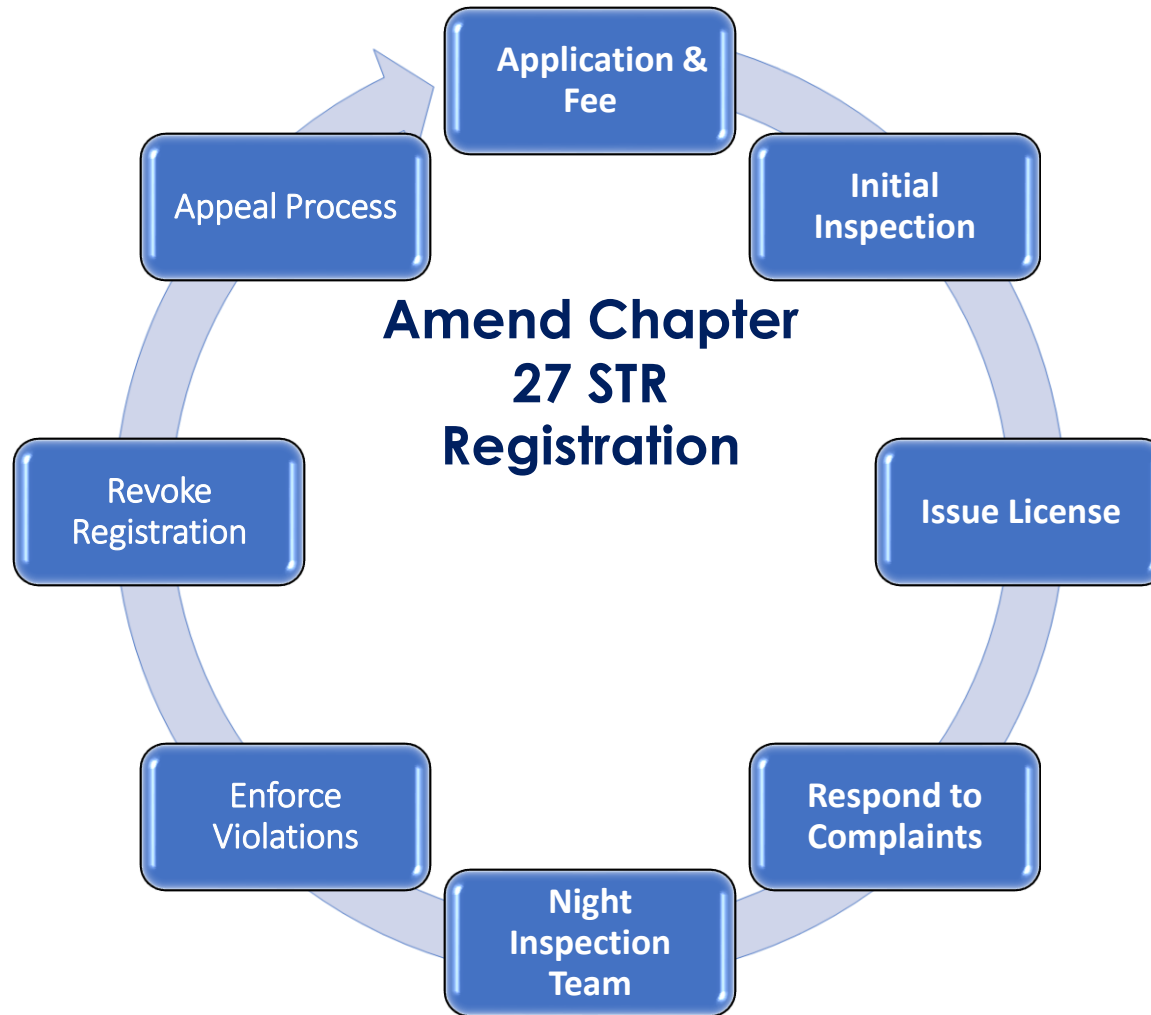 Application &
Fee
Initial
Inspection
Issue License
Respond to
Complaints
Night
Inspection
Team
Enforce
Violations
Revoke
Registration
Appeal Process
Amend Chapter
27 STR
Registration